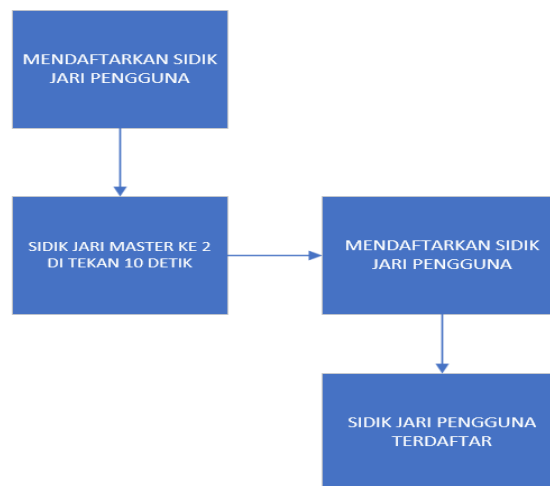 MENDAFTARKAN SIDIK
JARI PENGGUNA
SIDIK JARI MASTER KE 2
DI TEKAN 10 DETIK
MENDAFTARKAN SIDIK
JARI PENGGUNA
SIDIK JARI PENGGUNA
TERDAFTAR